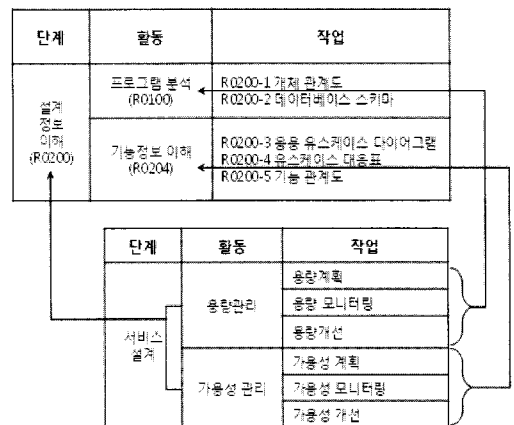 단계 활동 작업
설계 정보 이해 (R0200)
프로그램 분석 (R0100)
R0200-1 개체 관계도
R0200-2 데이터베이스 스키마
기능정보 이해 (R0204)
R0200-3 응용 유스케이스 다이어그램
R0200-4 유스케이스 대응표
R0200-5 기능 관계도
단계 활동 작업
서비스 설계
용량관리
용량계획
용량 모니터링
용량개선
가용성 관리
가용성 계획
가용성 모니터링
가용성 개선